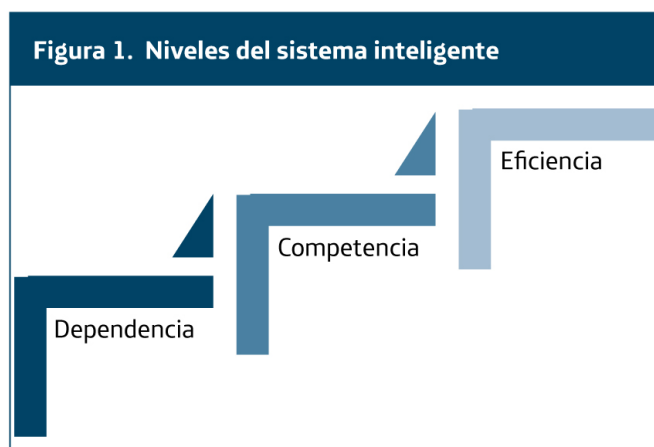 Figura 1. Niveles del sistema inteligente
Eficiencia
Competencia
Dependencia